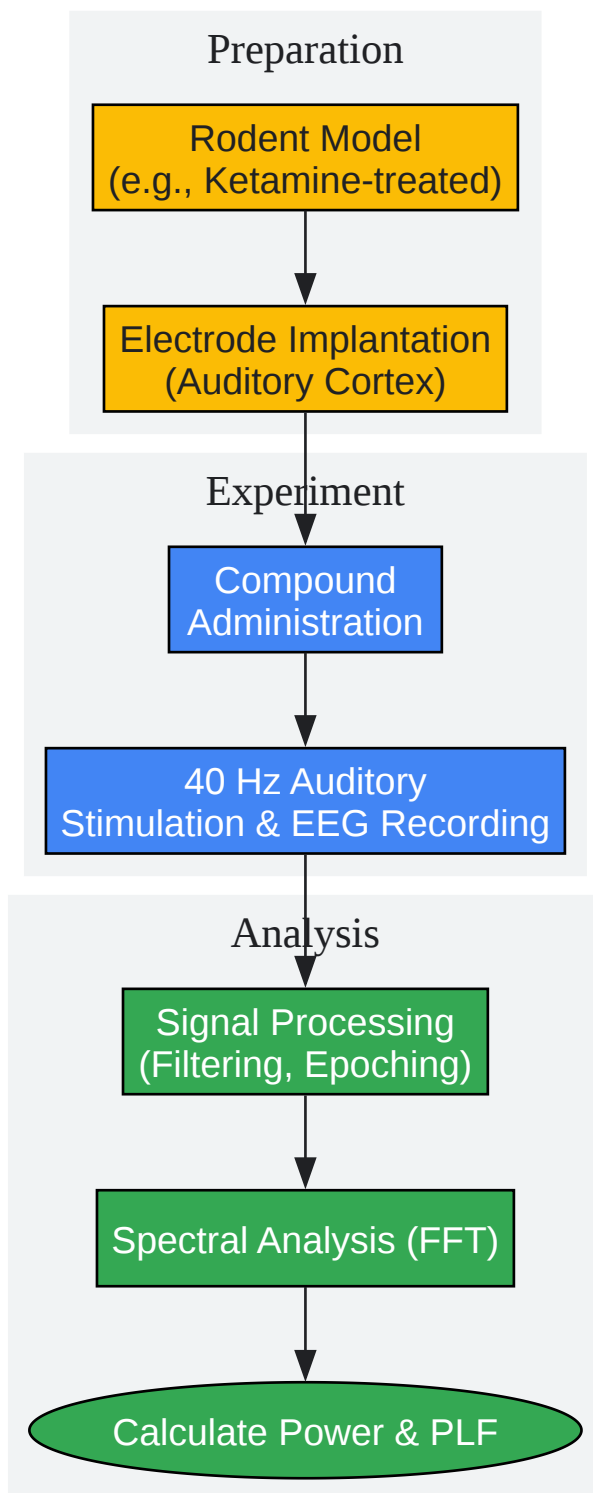 Preparation
Rodent Model
(e.g., Ketamine-treated)
Electrode Implantation
(Auditory Cortex)
Experiment
Compound
Administration
40 Hz Auditory
Stimulation & EEG Recording
Analysis
Signal Processing
(Filtering, Epoching)
Spectral Analysis (FFT)
Calculate Power & PLF